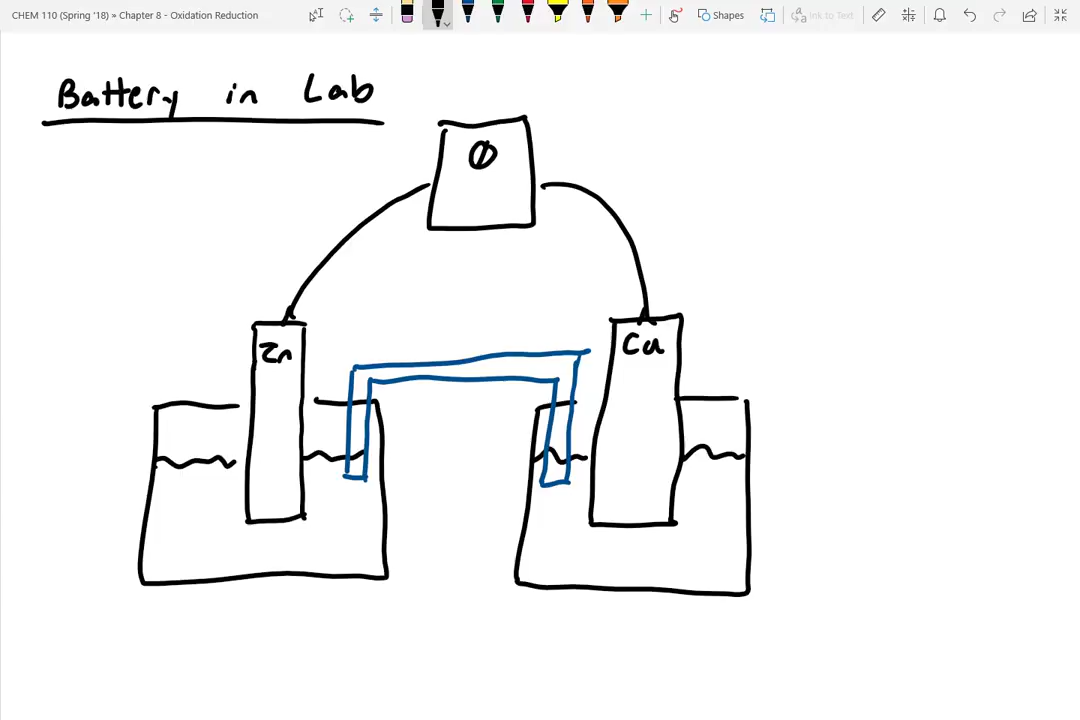 CHEM 110 (Spring '18) » Chapter 8 - Oxidation Reduction
Shapes
Ink to Text
Battery in Lab
Zn
Cu